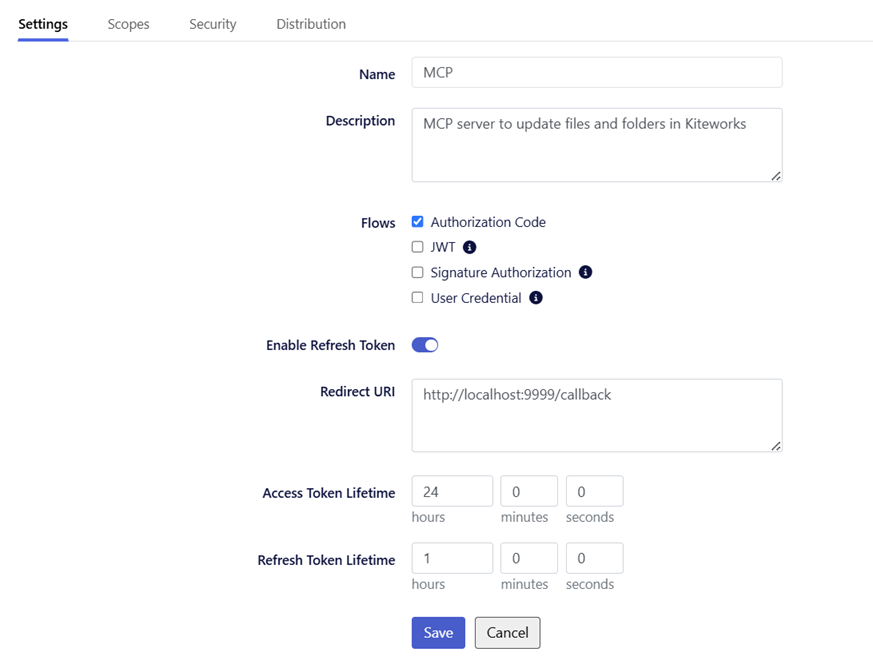 Settings Scopes Security Distribution
Name MCP
Description MCP server to update files and folders in Kiteworks
Flows Authorization Code
JWT i
Signature Authorization i
User Credential i
Enable Refresh Token
Redirect URI http://localhost:9999/callback
Access Token Lifetime 24 0 0
hours minutes seconds
Refresh Token Lifetime 1 0 0
hours minutes seconds
Save Cancel